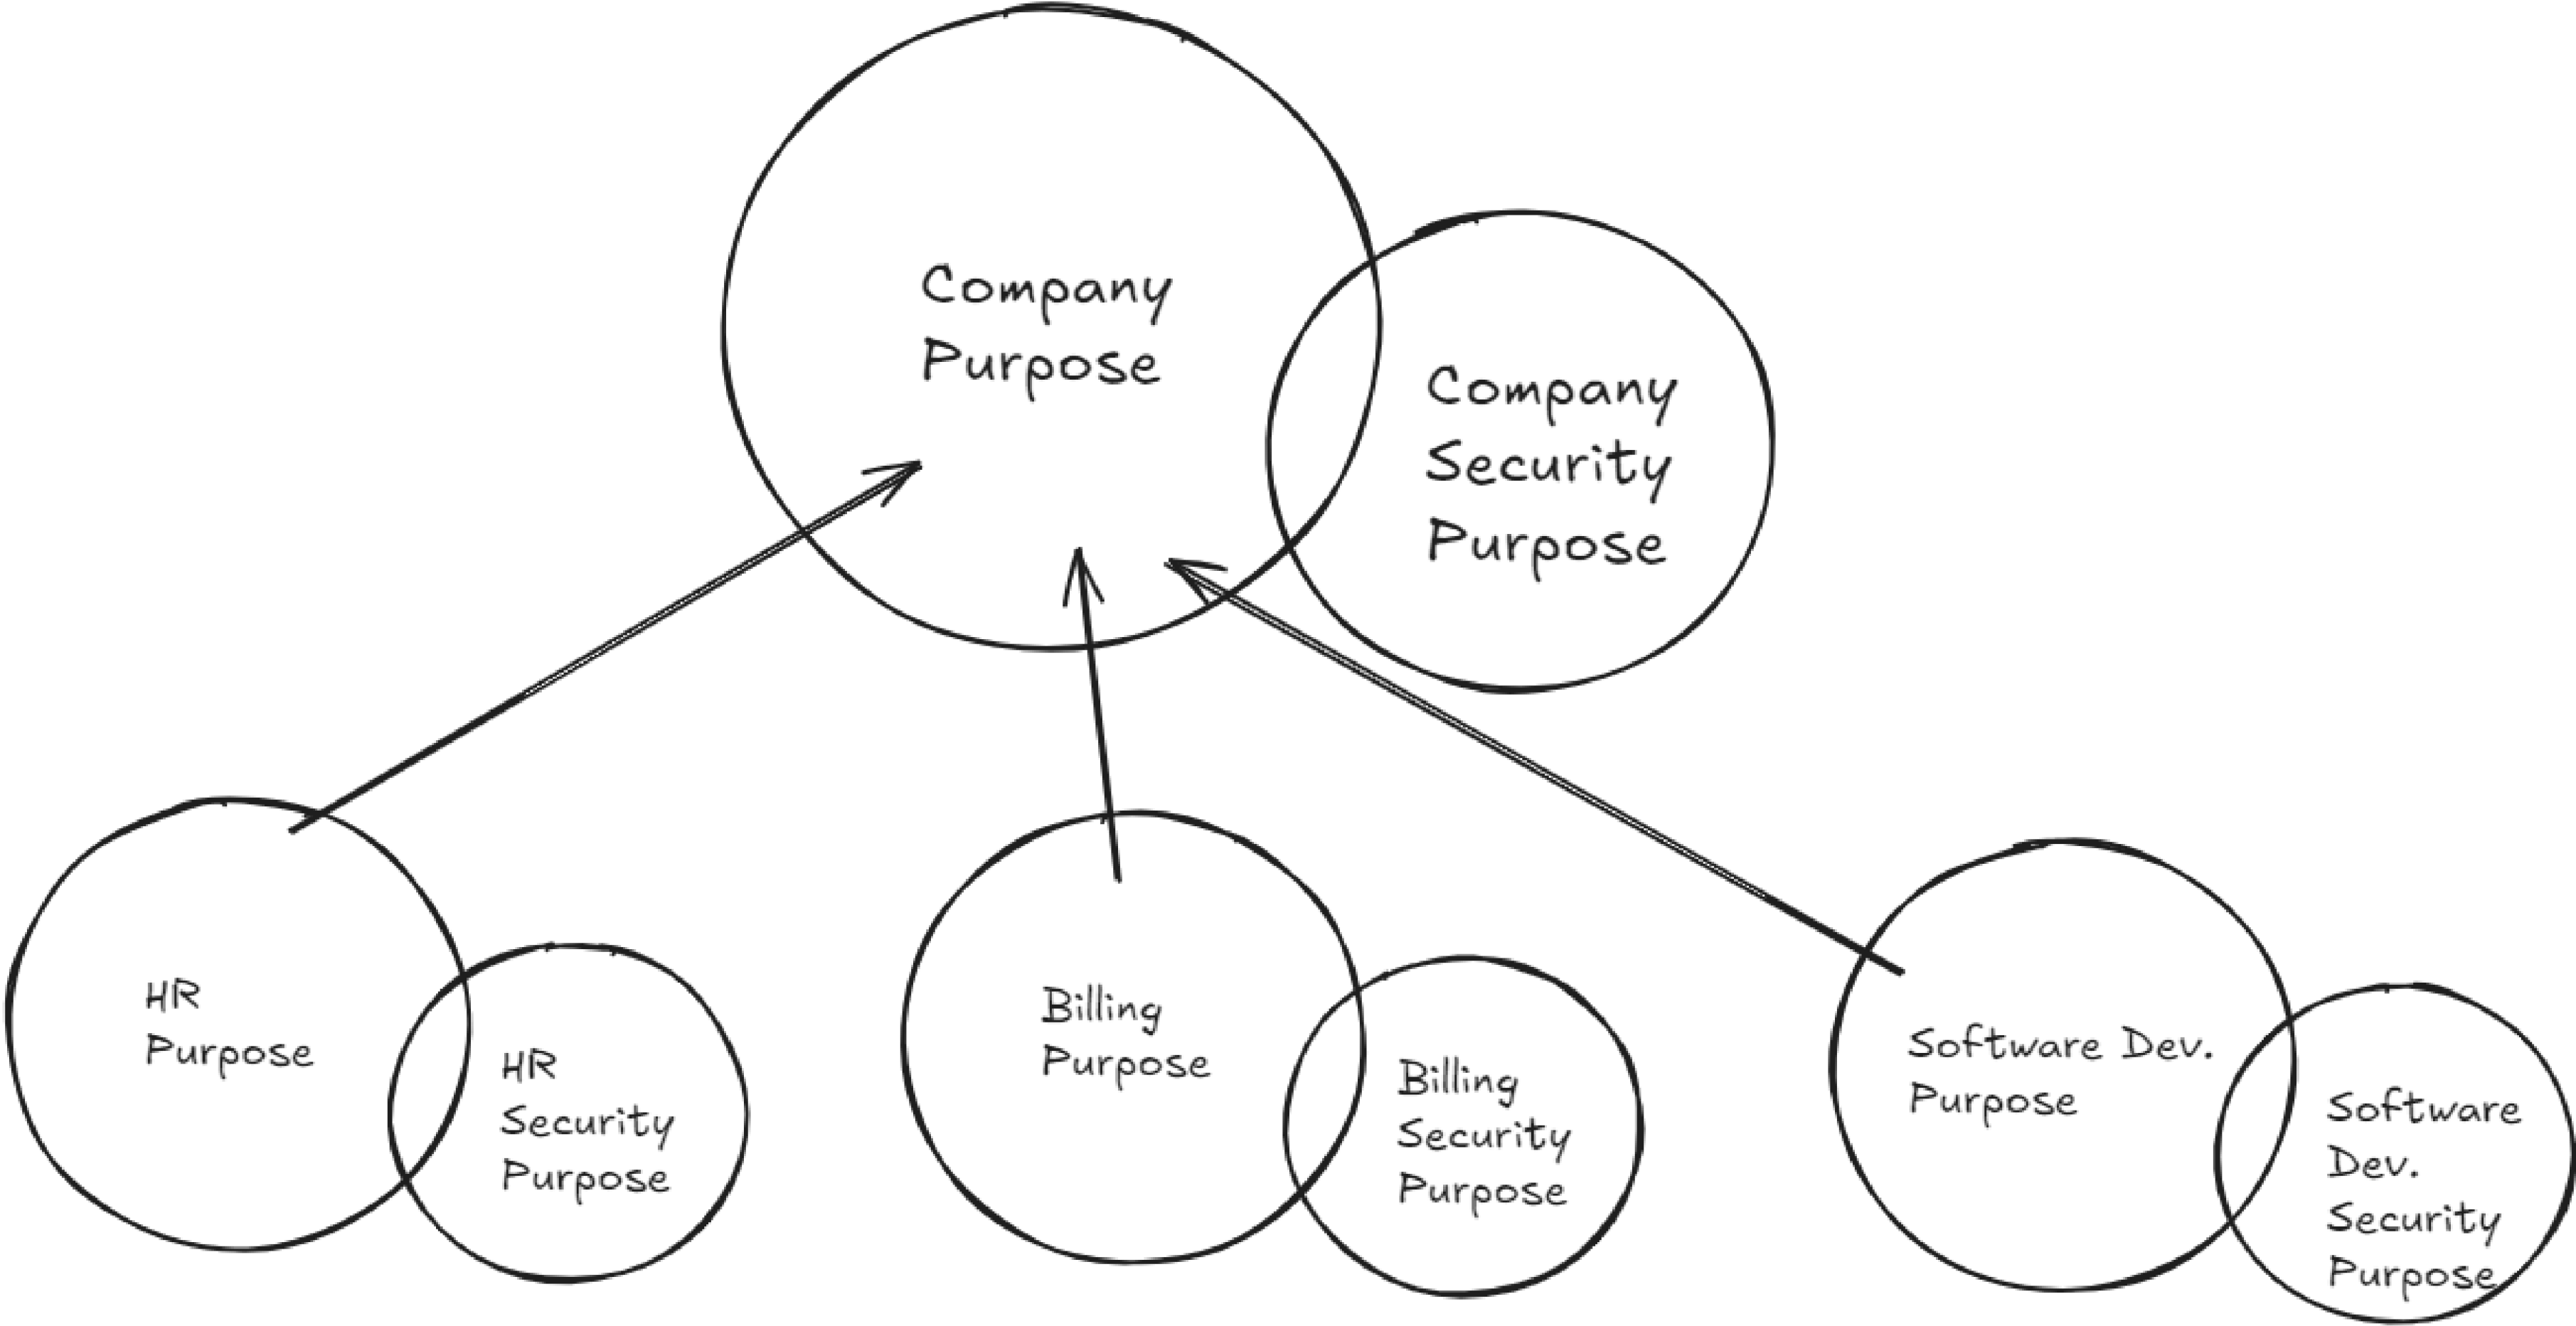 Company
Purpose
Company
Security
Purpose
HR
Purpose
HR
Security
Purpose
Billing
Purpose
Billing
Security
Purpose
Software Dev.
Purpose
Software
Dev.
Security
Purpose